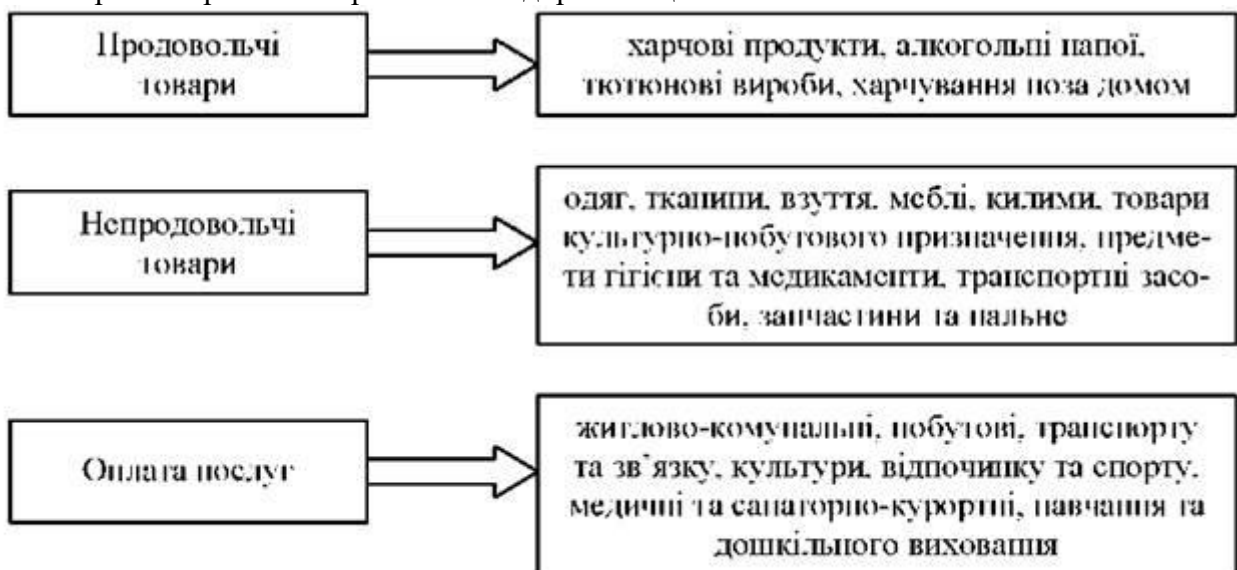 Продовольчі
товари
харчові продукти, алкогольні напої,
тютюнові вироби, харчування поза домом
Непродовольчі
товари
одяг, тканини, взуття, меблі, килими, товари
культурно-побутового призначення, предме-
ти гігієни та медикаменти, транспортні засо-
би, запчастини та пальне
Оплата послуг
житлово-комунальні, побутові, транспорту
та зв`язку, культури, відпочинку та спорту,
медичні та санаторно-курортні, навчання та
дошкільного виховання